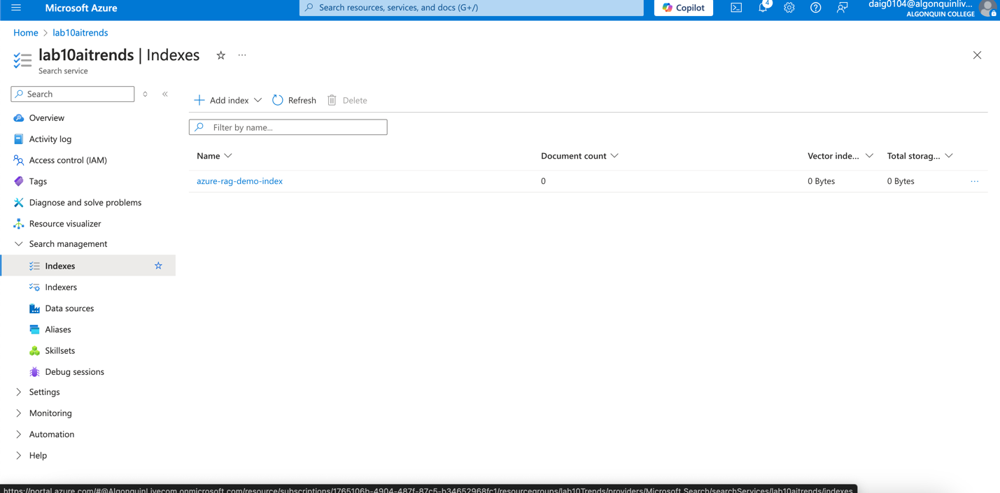 Microsoft Azure
Search resources, services, and docs (G+/)
Copilot
4
daig0104@algonquinliv...
ALGONQUIN COLLEGE
Home > lab10aitrends
lab10aitrends | Indexes
Search service
Search
Overview
Activity log
Access control (IAM)
Tags
Diagnose and solve problems
Resource visualizer
Search management
Indexes
Indexers
Data sources
Aliases
Skillsets
Debug sessions
Settings
Monitoring
Automation
Help
Add index
Refresh
Delete
Filter by name...
Name Document count Vector inde... Total storag...
azure-rag-demo-index 0 0 Bytes 0 Bytes
https://portal.azure.com/#@AlgonquinLivecom.onmicrosoft.com/resource/subscriptions/1765106b-4904-487f-87c5-b34652968fc1/resourcegroups/lab10Trends/providers/Microsoft.Search/searchServices/lab10aitrends/indexes